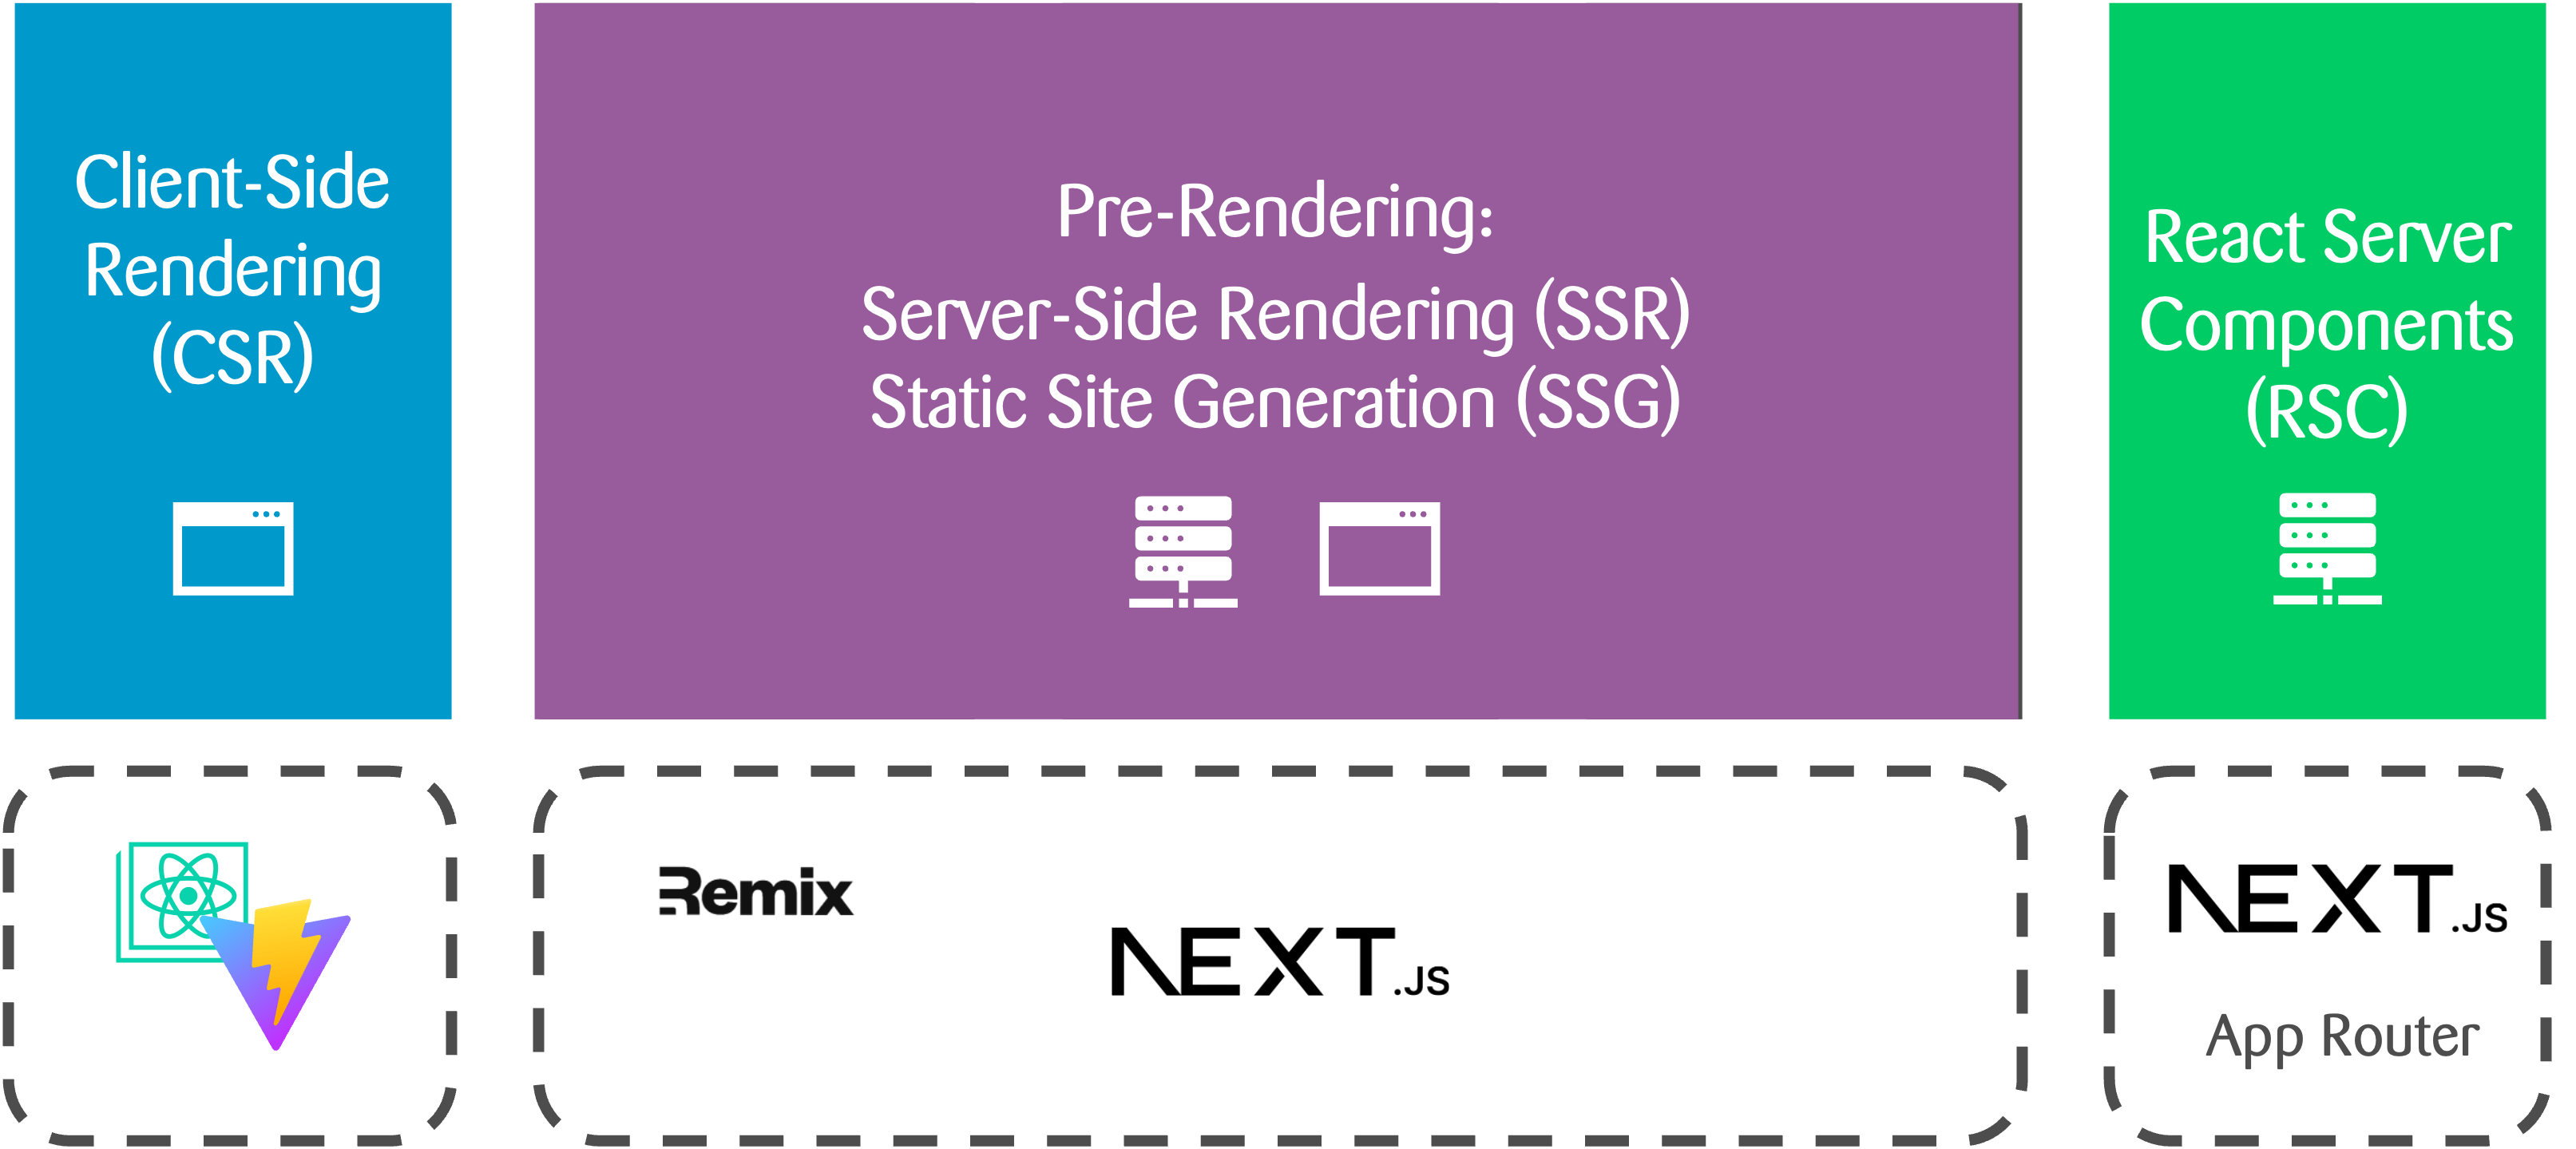 Client-Side
Rendering
(CSR)
Pre-Rendering:
Server-Side Rendering (SSR)
Static Site Generation (SSG)
React Server
Components
(RSC)
Remix
NEXT.JS
NEXT.JS
App Router